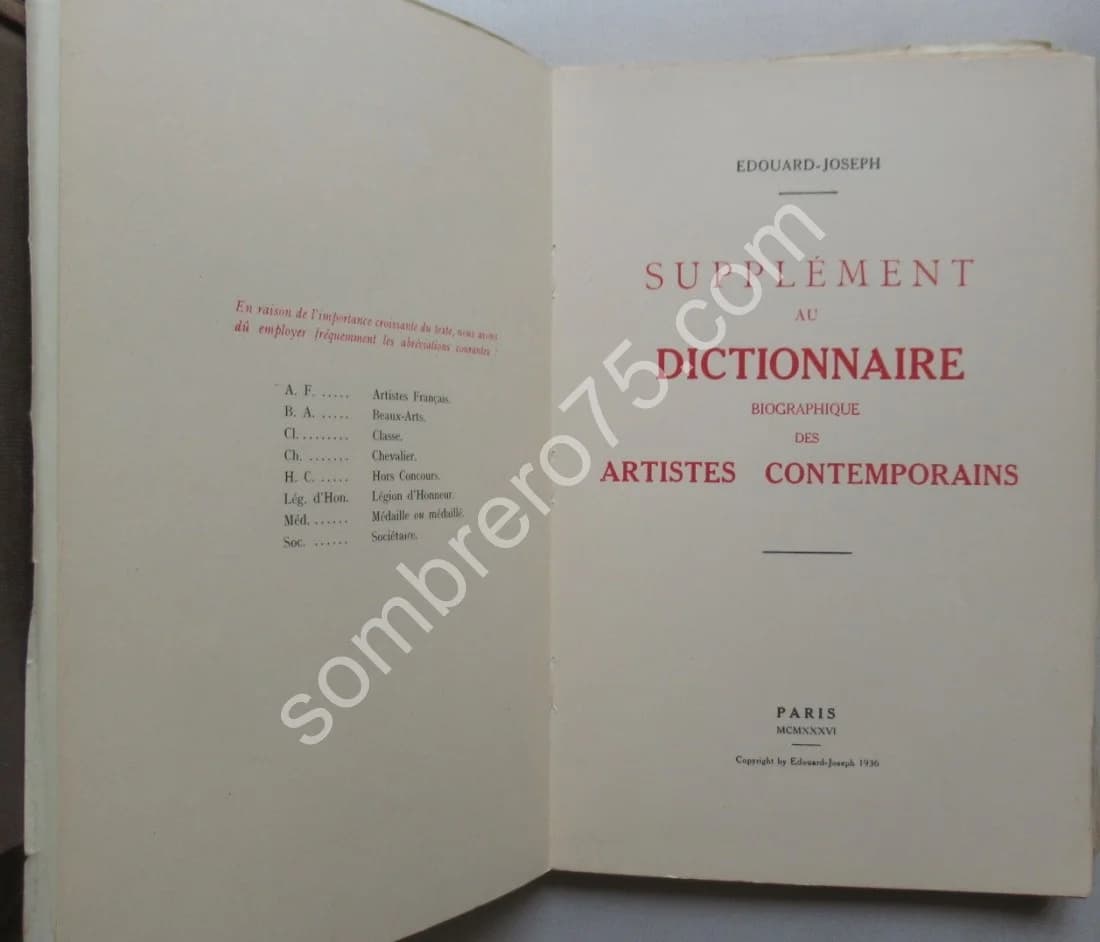 En raison de l'importance croissante du texte, nous avons
dû employer fréquemment les abréviations courantes :
A. F. ..... Artistes Français.
B. A. ..... Beaux-Arts.
Cl. ........ Classe.
Ch. ....... Chevalier.
H. C. ..... Hors Concours.
Lég. d'Hon. Légion d'Honneur.
Méd. ...... Médaille ou médaillé.
Soc. ...... Sociétaire.
EDOUARD-JOSEPH
SUPPLÉMENT
AU
DICTIONNAIRE
BIOGRAPHIQUE
DES
ARTISTES CONTEMPORAINS
PARIS
MCMXXXVI
Copyright by Edouard-Joseph 1936
sombrero75.com